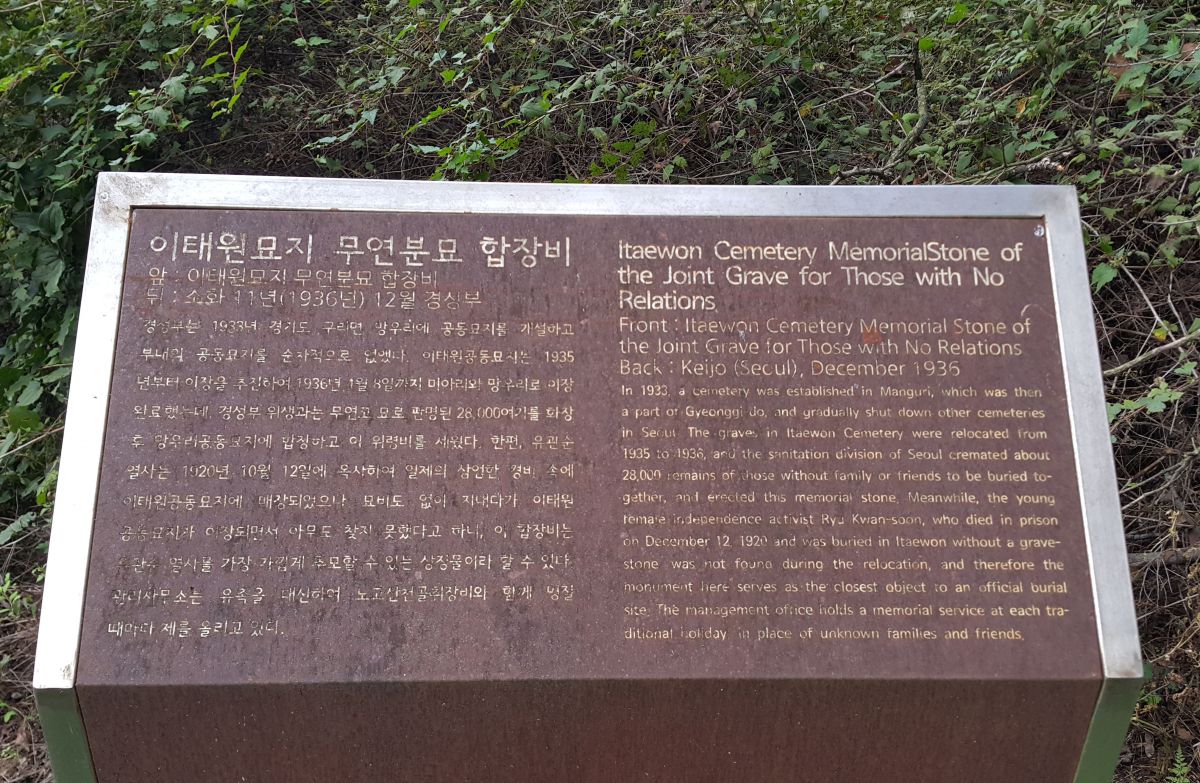 이태원묘지 무연분묘 합장비
앞 : 이태원묘지 무연분묘 합장비
뒤 : 소화 11년(1936년) 12월 경성부
경성부는 1933년 경기도 구리면 망우리에 공동묘지를 개설하고
부내의 공동묘지를 순차적으로 없앴다. 이태원공동묘지는 1935
년부터 이장을 추진하여 1936년 4월 8일까지 미아리와 망우리로 이장
완료했는데, 경성부 위생과는 무연고 묘로 판명된 28,000여기를 화장
후 망우리공동묘지에 합장하고 이 위령비를 세웠다. 한편, 유관순
열사는 1920년 10월 12일에 옥사하여 일제의 삼엄한 경비 속에
이태원공동묘지에 매장되었으나 묘비도 없이 지내다가 이태원
공동묘지가 이장되면서 아무도 찾지 못했다고 하니, 이 합장비는
유관순 열사를 가장 가깝게 추모할 수 있는 상징물이라 할 수 있다.
관리사무소는 유족을 대신하여 노고산천골취장비와 함께 명절
때마다 제를 올리고 있다.
Itaewon Cemetery MemorialStone of
the Joint Grave for Those with No
Relations
Front : Itaewon Cemetery Memorial Stone of
the Joint Grave for Those with No Relations
Back : Keijo (Seoul), December 1936
In 1933, a cemetery was established in Manguri, which was then
a part of Gyeonggi-do, and gradually shut down other cemeteries
in Seoul. The graves in Itaewon Cemetery were relocated from
1935 to 1936, and the sanitation division of Seoul cremated about
28,000 remains of those without family or friends to be buried to-
gether, and erected this memorial stone. Meanwhile, the young
female independence activist Ryu Kwan-soon, who died in prison
on December 12, 1920 and was buried in Itaewon without a grave-
stone was not found during the relocation, and therefore the
monument here serves as the closest object to an official burial
site. The management office holds a memorial service at each tra-
ditional holiday in place of unknown families and friends.